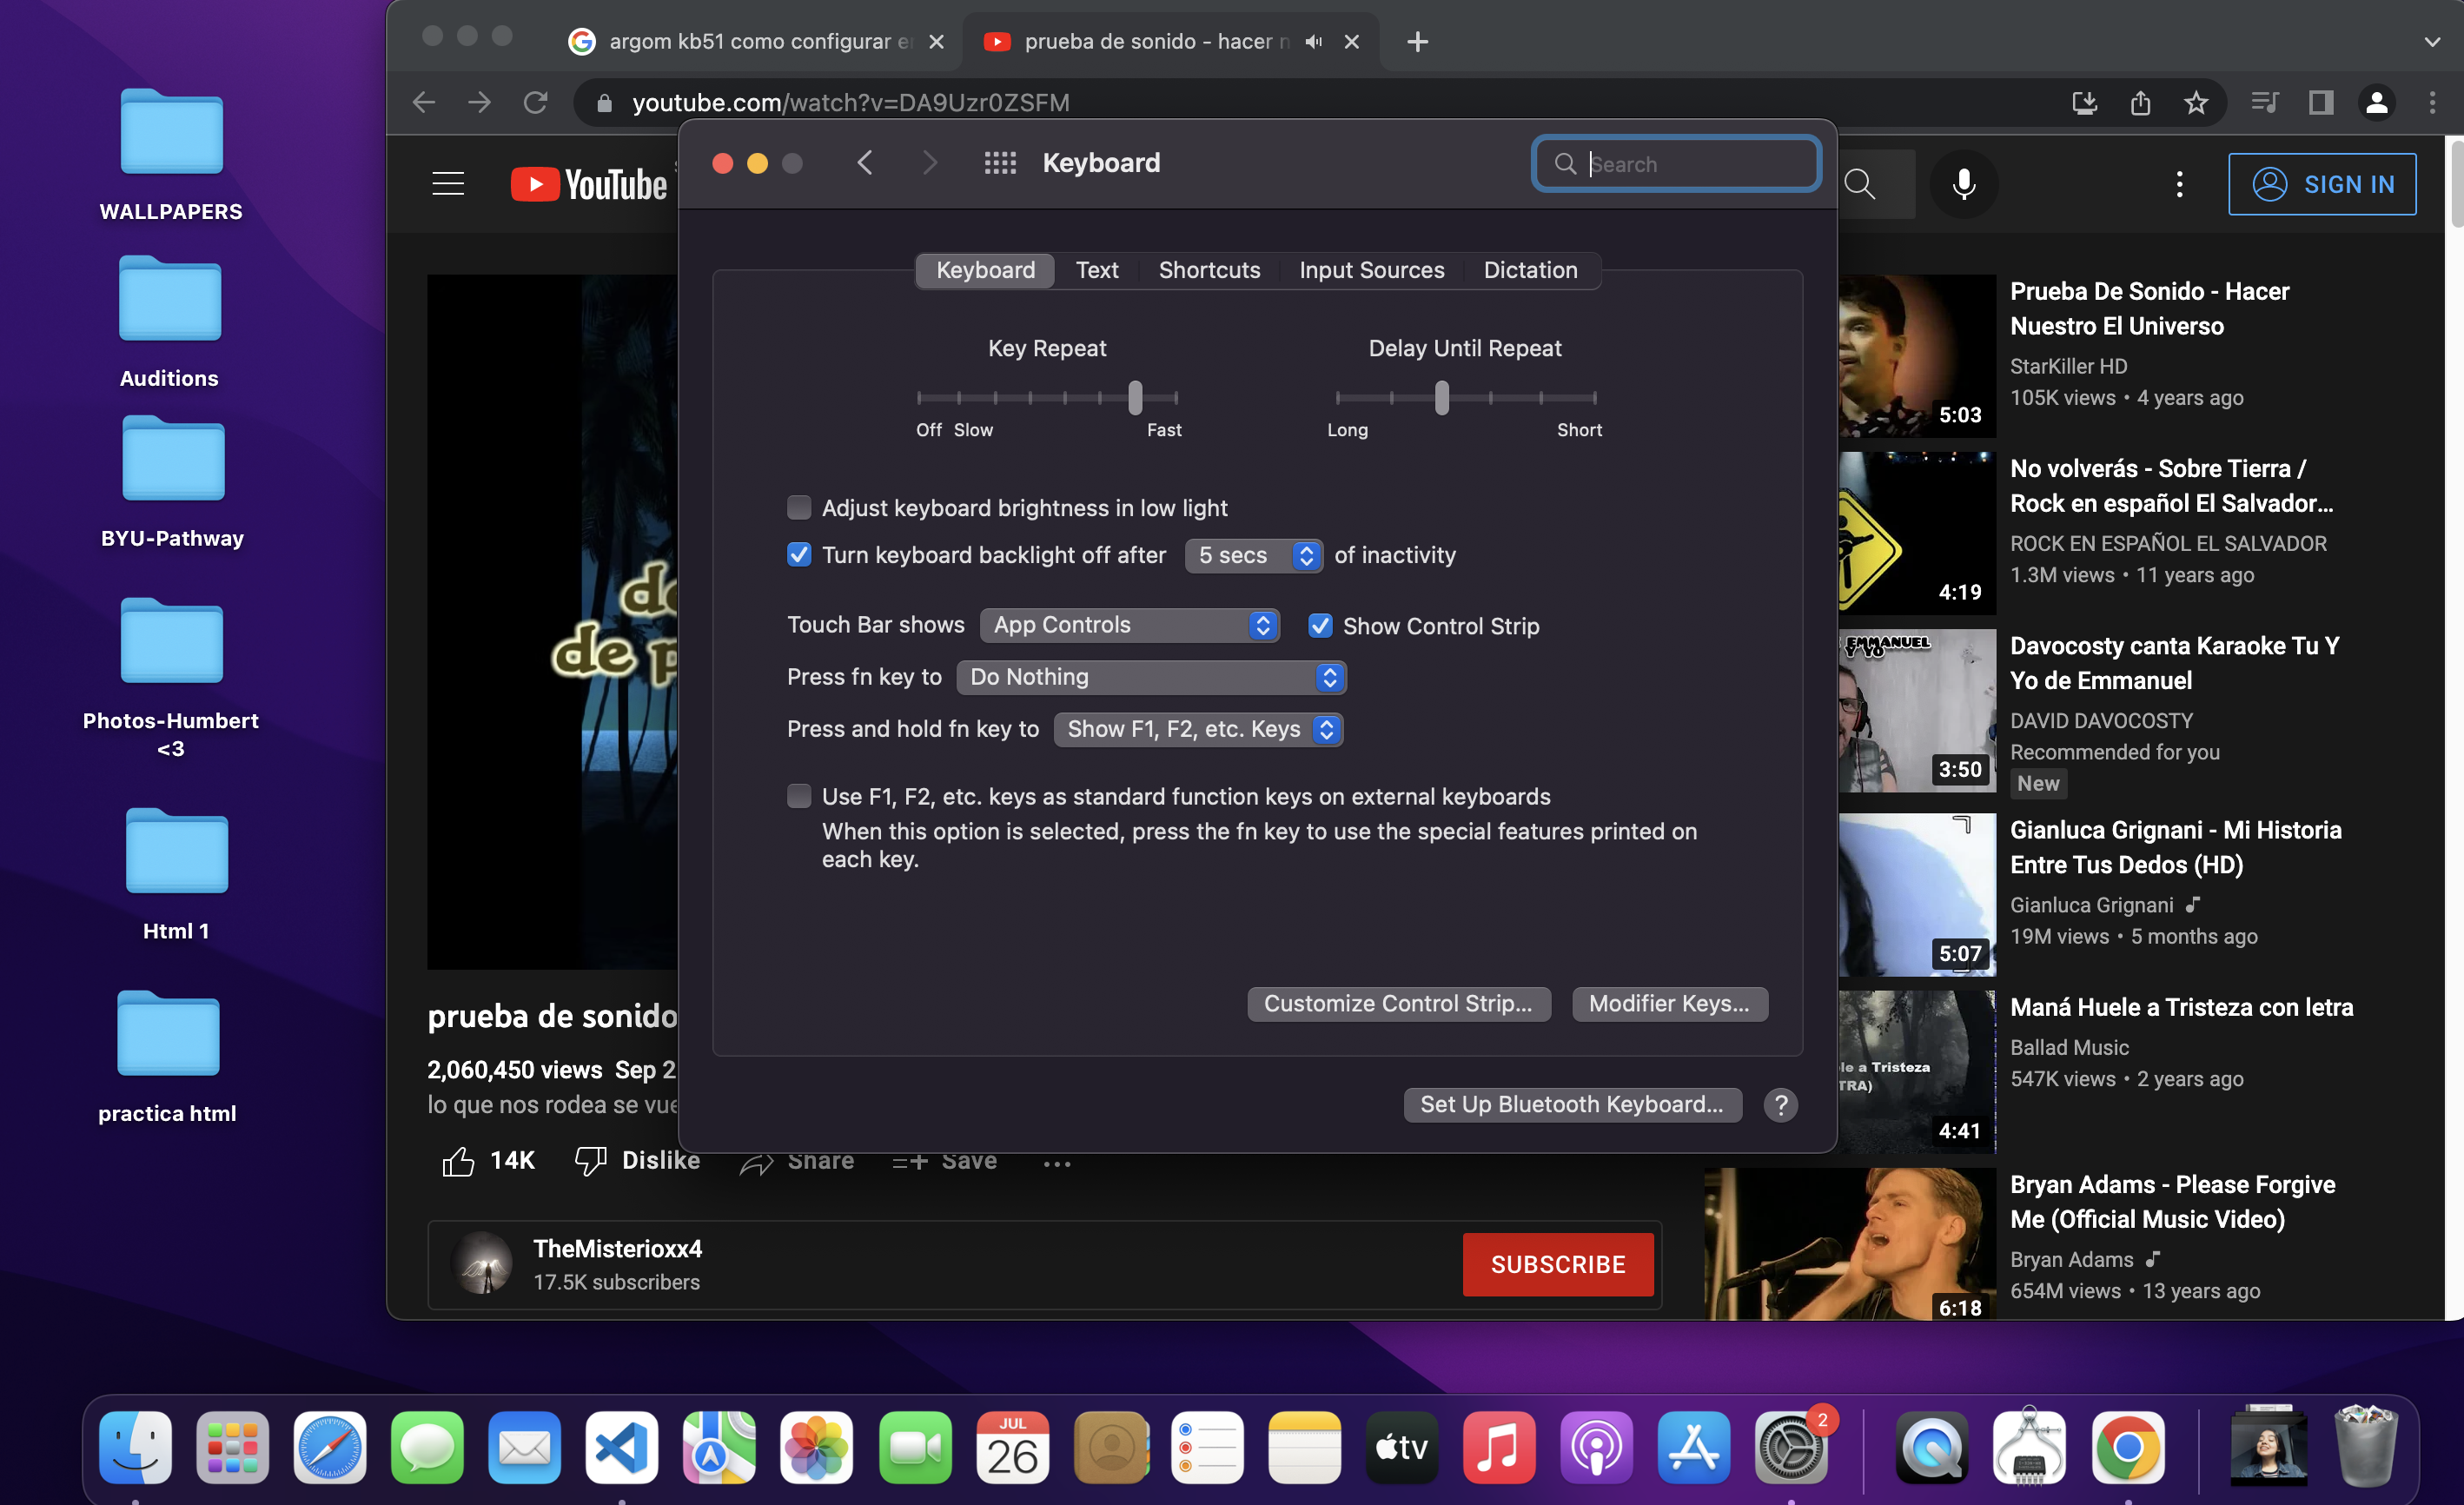 WALLPAPERS
Auditions
BYU-Pathway
Photos-Humbert
<3
Html 1
practica html
argom kb51 como configurar e
prueba de sonido - hacer n
youtube.com/watch?v=DA9Uzr0ZSFM
YouTube
SIGN IN
Keyboard
Search
Keyboard
Text
Shortcuts
Input Sources
Dictation
Key Repeat
Off Slow Fast
Delay Until Repeat
Long Short
Adjust keyboard brightness in low light
Turn keyboard backlight off after 5 secs of inactivity
Touch Bar shows App Controls Show Control Strip
Press fn key to Do Nothing
Press and hold fn key to Show F1, F2, etc. Keys
Use F1, F2, etc. keys as standard function keys on external keyboards
When this option is selected, press the fn key to use the special features printed on
each key.
Customize Control Strip...
Modifier Keys...
Set Up Bluetooth Keyboard...
?
de p
prueba de sonido
2,060,450 views Sep 2
lo que nos rodea se vue
14K
Dislike
Share
Save
TheMisterioxx4
17.5K subscribers
SUBSCRIBE
5:03
Prueba De Sonido - Hacer
Nuestro El Universo
StarKiller HD
105K views • 4 years ago
4:19
No volverás - Sobre Tierra /
Rock en español El Salvador...
ROCK EN ESPAÑOL EL SALVADOR
1.3M views • 11 years ago
EMMANUEL
Y YO
3:50
Davocosty canta Karaoke Tu Y
Yo de Emmanuel
DAVID DAVOCOSTY
Recommended for you
New
5:07
Gianluca Grignani - Mi Historia
Entre Tus Dedos (HD)
Gianluca Grignani
19M views • 5 months ago
le a Tristeza
TRA)
4:41
Maná Huele a Tristeza con letra
Ballad Music
547K views • 2 years ago
6:18
Bryan Adams - Please Forgive
Me (Official Music Video)
Bryan Adams
654M views • 13 years ago
JUL
26
tv
2